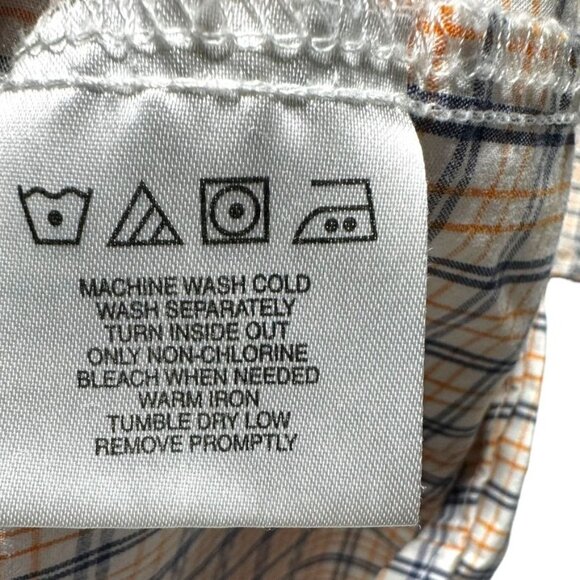 MACHINE WASH COLD
WASH SEPARATELY
TURN INSIDE OUT
ONLY NON-CHLORINE
BLEACH WHEN NEEDED
WARM IRON
TUMBLE DRY LOW
REMOVE PROMPTLY